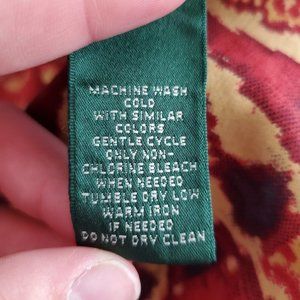 MACHINE WASH
COLD
WITH SIMILAR
COLORS
GENTLE CYCLE
ONLY NON-
CHLORINE BLEACH
WHEN NEEDED
TUMBLE DRY LOW
WARM IRON
IF NEEDED
DO NOT DRY CLEAN